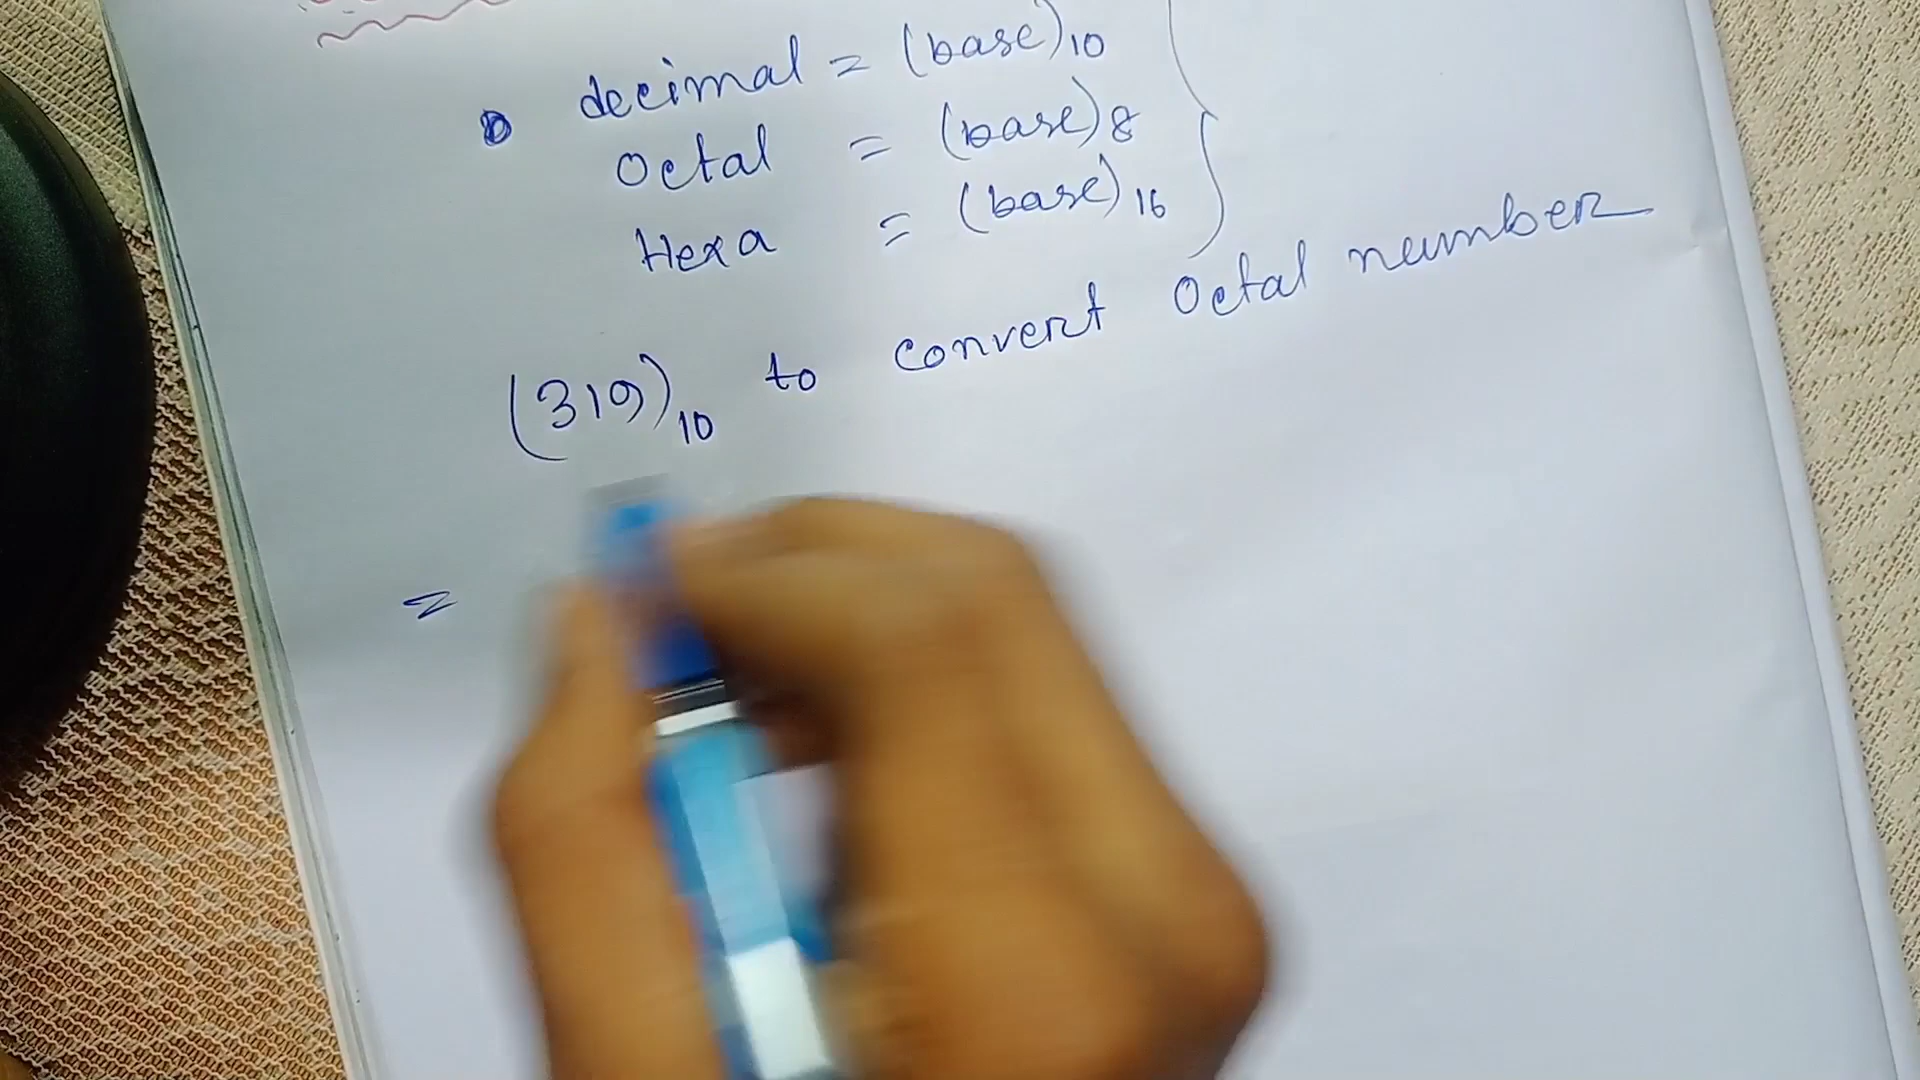 decimal = (base)10
Octal = (base)8
Hexa = (base)16
(319)10 to convert Octal number
=